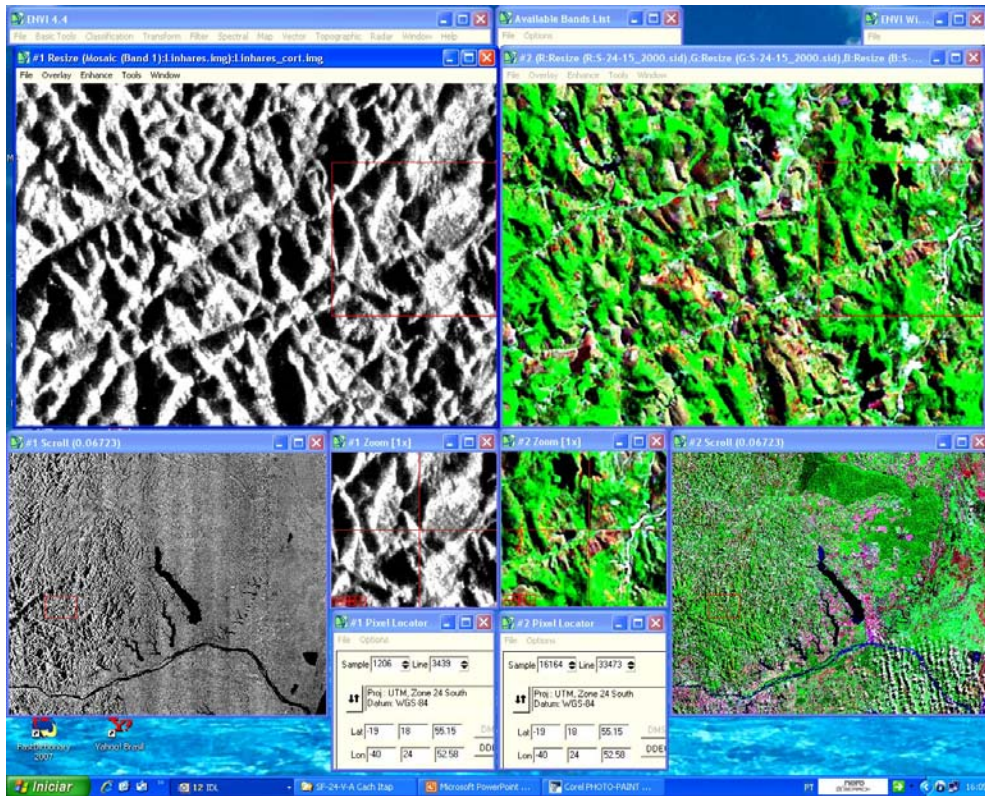 ENVI 4.4
File Basic Tools Classification Transform Filter Spectral Map Vector Topographic Radar Window Help
Available Bands List
File Options
ENVI Wi...
File
#1 Resize (Mosaic (Band 1):Linhares.img):Linhares_cort.img
File Overlay Enhance Tools Window
#2 (R:Resize (R:S-24-15_2000.sid),G:Resize (G:S-24-15_2000.sid),B:Resize (B:S-...
File Overlay Enhance Tools Window
#1 Scroll (0.06723)
#1 Zoom [1x]
#2 Zoom [1x]
#2 Scroll (0.06723)
#1 Pixel Locator
File Options
Sample 1206 Line 3439
Proj: UTM, Zone 24 South
Datum: WGS-84
Lat -19 18 55.15 DMS
Lon -40 24 52.58 DDE
#2 Pixel Locator
File Options
Sample 16164 Line 33473
Proj: UTM, Zone 24 South
Datum: WGS-84
Lat -19 18 55.15 DMS
Lon -40 24 52.58 DDE
2007
Yahoo! Brasil
Iniciar
12 IDL
SF-24-V-A Cach Itap
Microsoft PowerPoint ...
Corel PHOTO-PAINT ...
PT